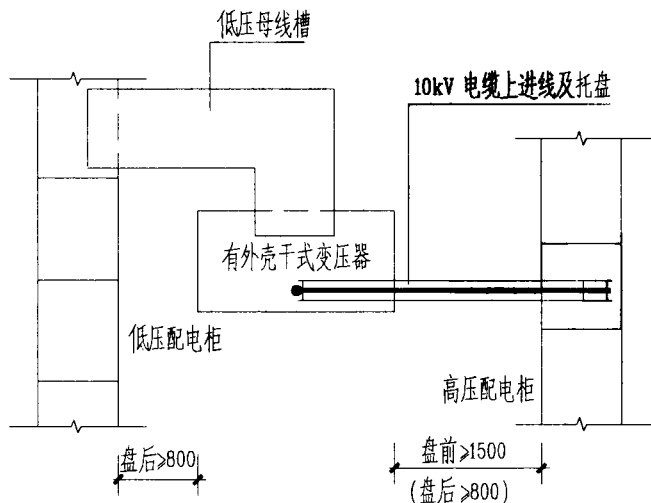 低压母线槽
10kV 电缆上进线及托盘
有外壳干式变压器
低压配电柜
高压配电柜
盘后≥800
盘前≥1500
(盘后≥800)